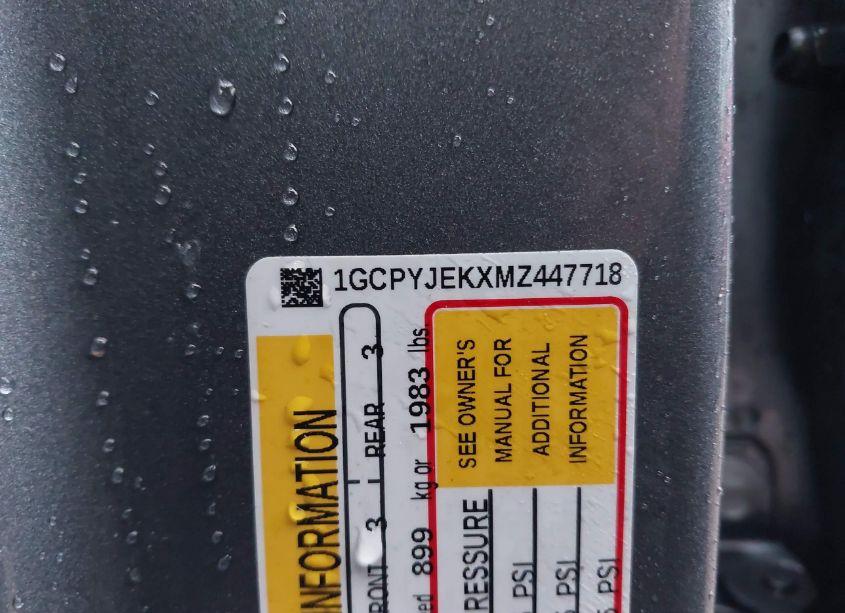 1GCPYJEKXMZ447718
INFORMATION
FRONT 3 REAR 3
899 kg or 1983 lbs.
SEE OWNER'S
MANUAL FOR
ADDITIONAL
INFORMATION
PSI
PSI
PSI